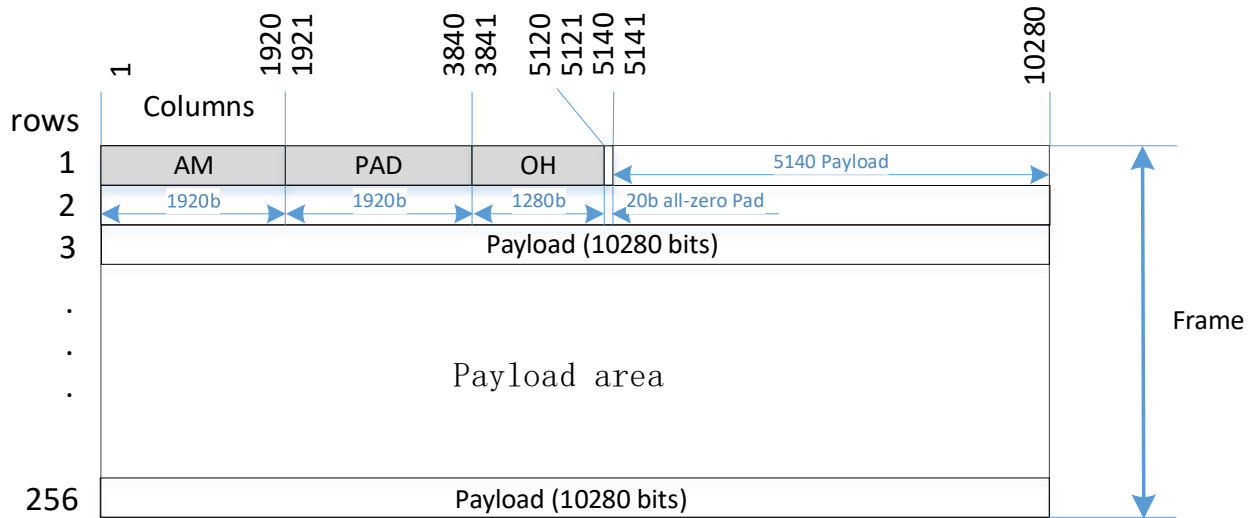 1
1920
1921
3840
3841
5120
5121
5140
5141
10280
Columns
rows
1
AM
PAD
OH
5140 Payload
2
1920b
1920b
1280b
20b all-zero Pad
3
Payload (10280 bits)
.
.
.
Payload area
Frame
256
Payload (10280 bits)